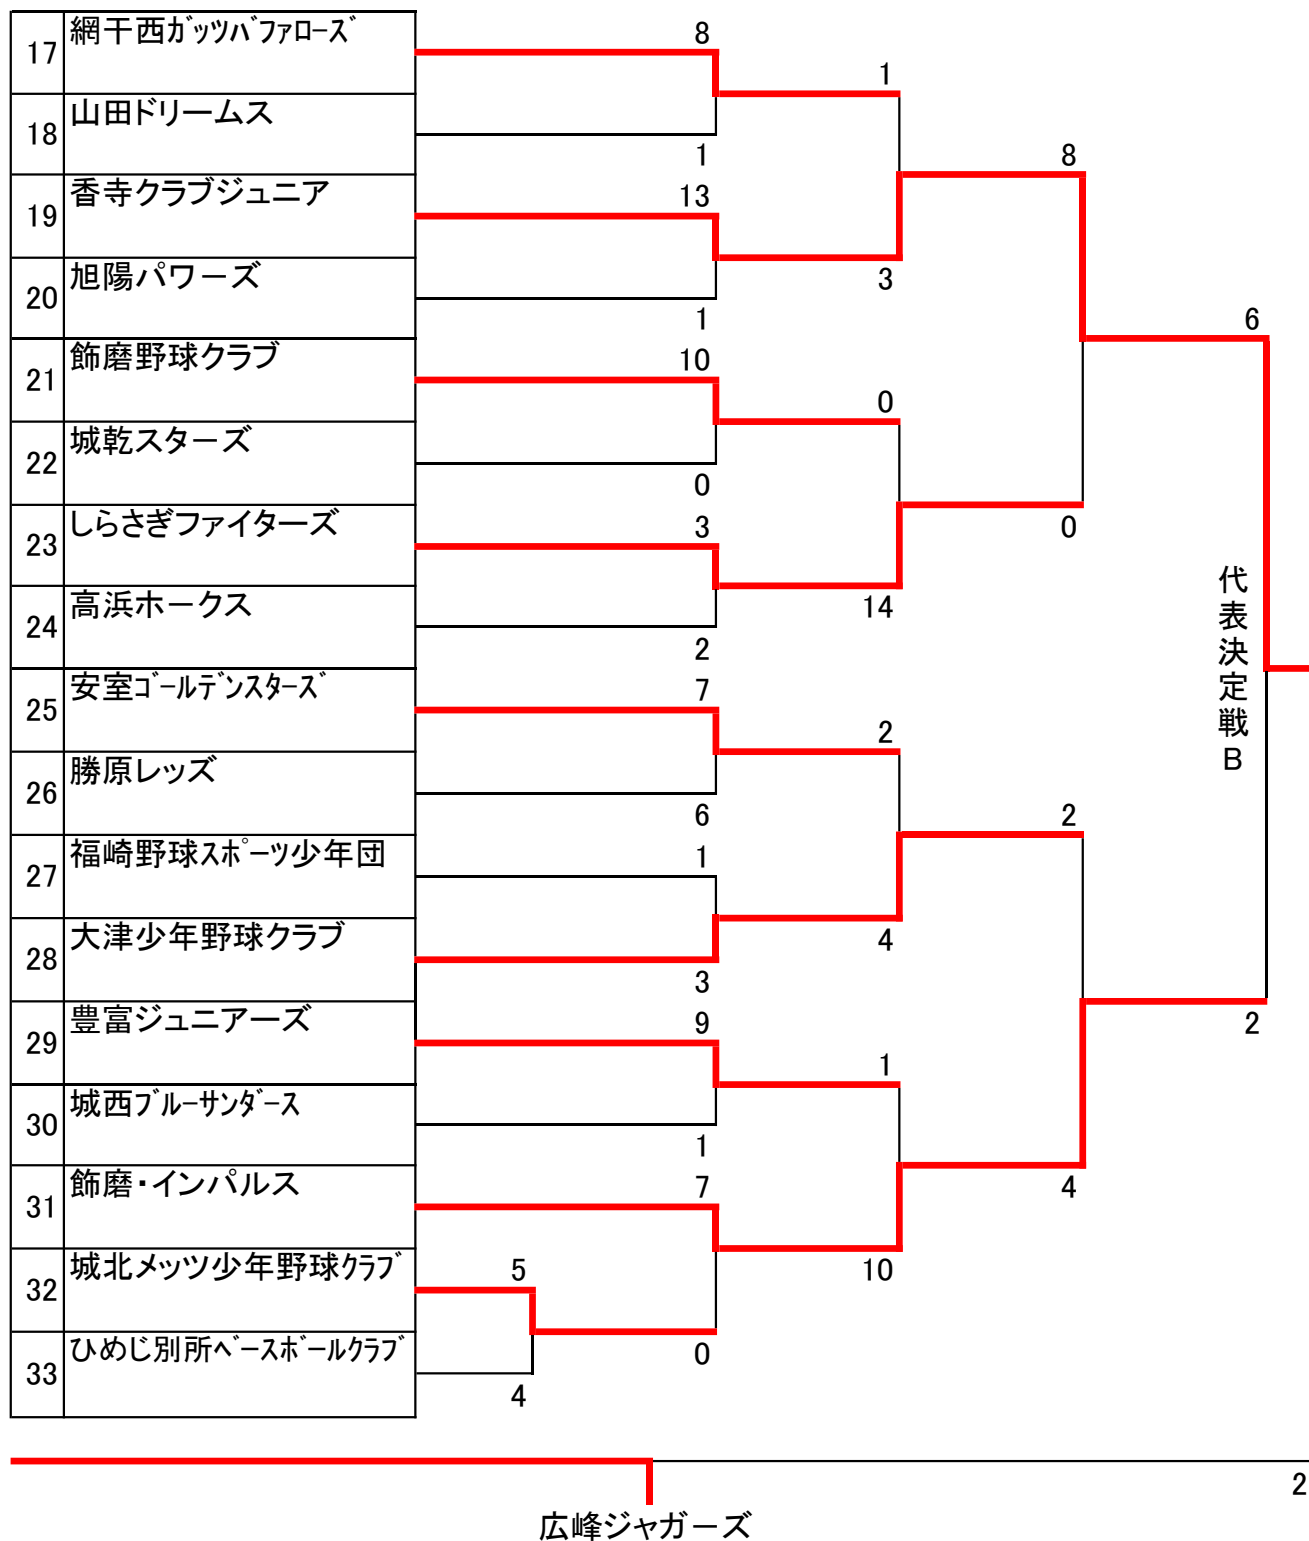 17 網干西ｶﾞｯﾂﾊﾞﾌｧﾛｰｽﾞ 8
1
18 山田ドリームス
1
8
19 香寺クラブジュニア 13
3
20 旭陽パワーズ
1
6
21 飾磨野球クラブ 10
0
22 城乾スターズ
0
23 しらさぎファイターズ 3
0
24 高浜ホークス
14
2
代表決定戦B
25 安室ｺﾞｰﾙﾃﾞﾝｽﾀｰｽﾞ 7
2
26 勝原レッズ
6
2
27 福崎野球ｽﾎﾟｰﾂ少年団 1
28 大津少年野球クラブ
4
3
29 豊富ジュニアーズ 9
2
1
30 城西ﾌﾞﾙｰｻﾝﾀﾞｰｽ
1
31 飾磨・インパルス 7
4
32 城北メッツ少年野球ｸﾗﾌﾞ 5
10
33 ひめじ別所ﾍﾞｰｽﾎﾞｰﾙｸﾗﾌﾞ
0
4
2
広峰ジャガーズ